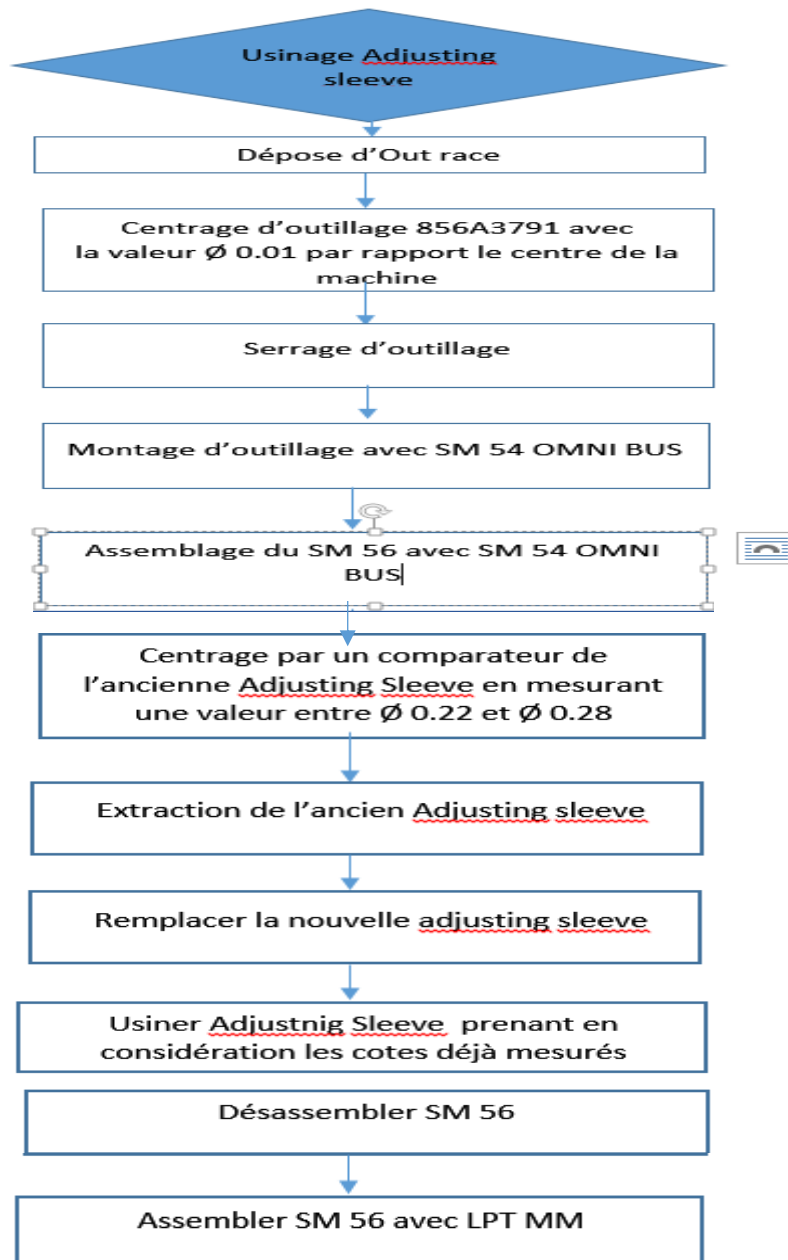 Usinage Adjusting
sleeve
Dépose d’Out race
Centrage d’outillage 856A3791 avec
la valeur Ø 0.01 par rapport le centre de la
machine
Serrage d’outillage
Montage d’outillage avec SM 54 OMNI BUS
Assemblage du SM 56 avec SM 54 OMNI
BUS
Centrage par un comparateur de
l’ancienne Adjusting Sleeve en mesurant
une valeur entre Ø 0.22 et Ø 0.28
Extraction de l’ancien Adjusting sleeve
Remplacer la nouvelle adjusting sleeve
Usiner Adjustnig Sleeve prenant en
considération les cotes déjà mesurés
Désassembler SM 56
Assembler SM 56 avec LPT MM